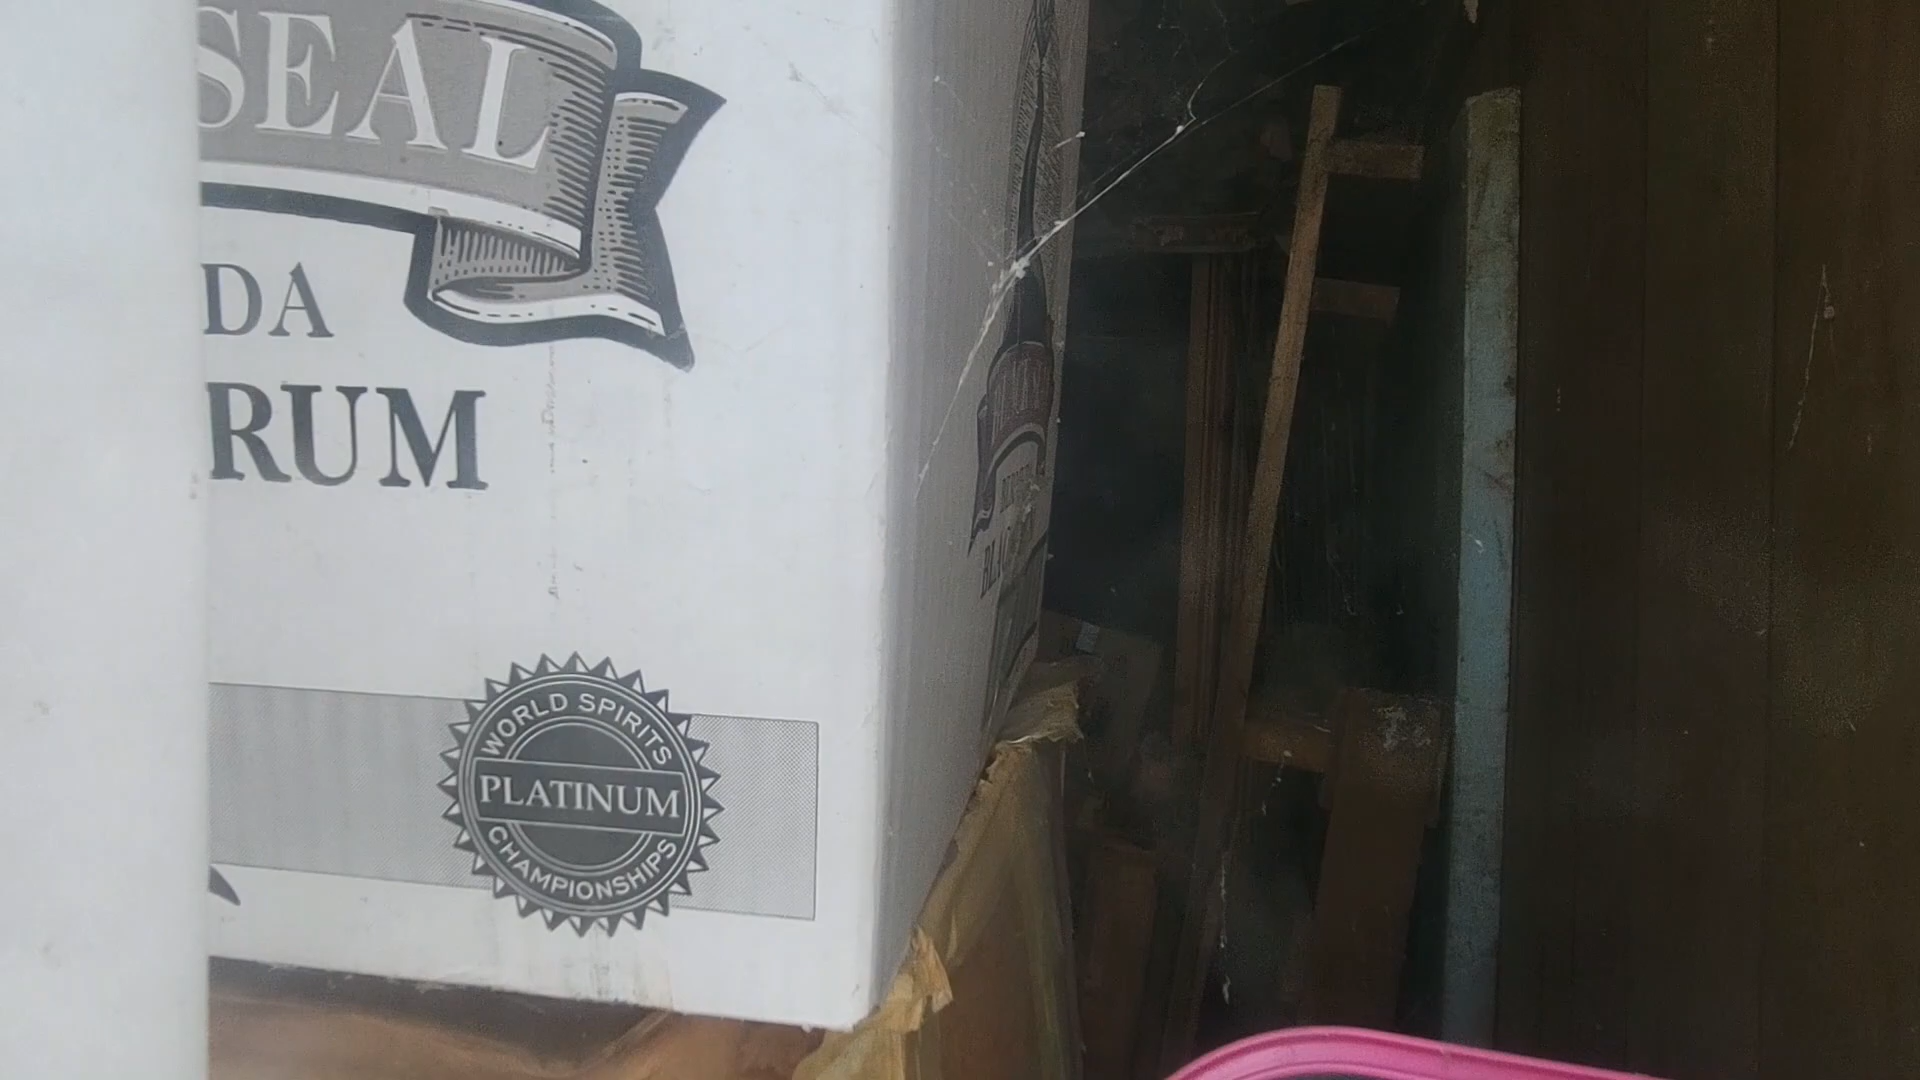 SEAL
DA
RUM
WORLD SPIRITS
PLATINUM
CHAMPIONSHIPS